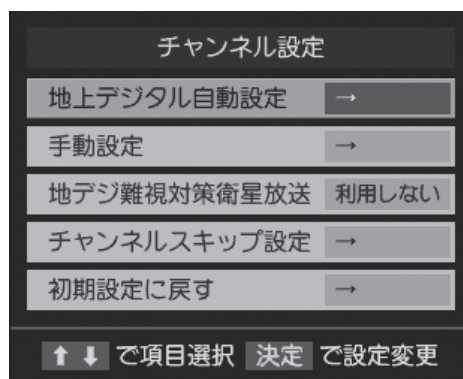 チャンネル設定
地上デジタル自動設定 →
手動設定 →
地デジ難視対策衛星放送 利用しない
チャンネルスキップ設定 →
初期設定に戻す →
↑ ↓ で項目選択 決定 で設定変更